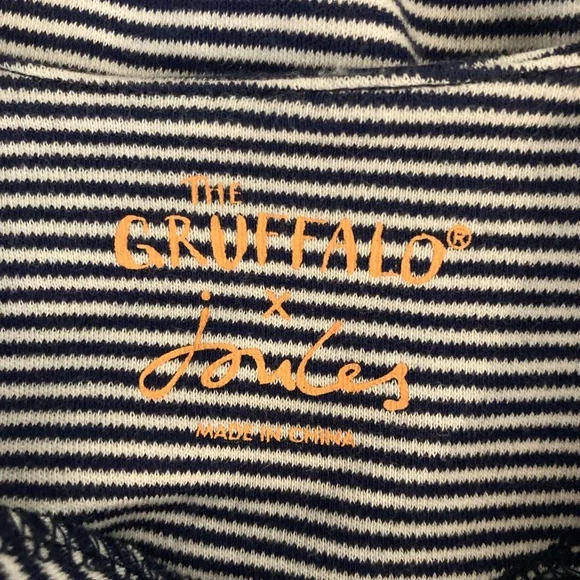 THE
GRUFFALO®
x
Joules
MADE IN CHINA